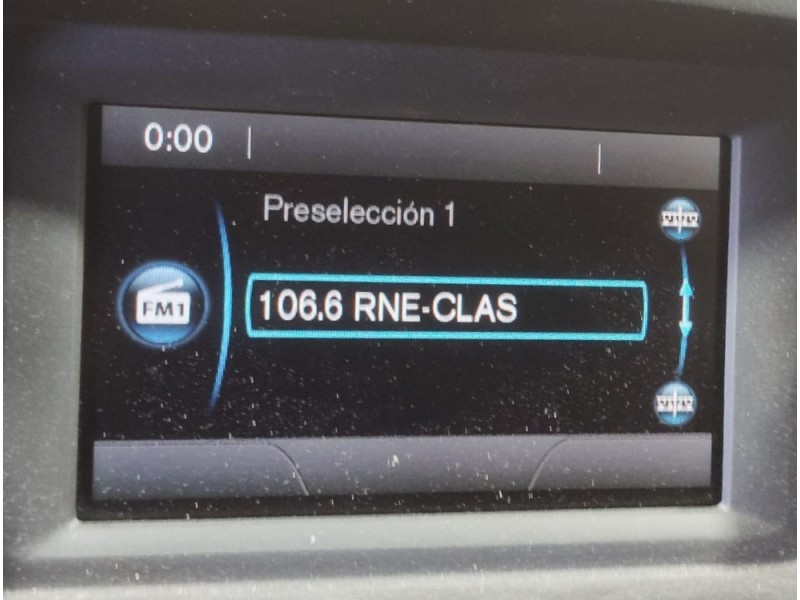 0:00
Preselección 1
FM1
106.6 RNE-CLAS